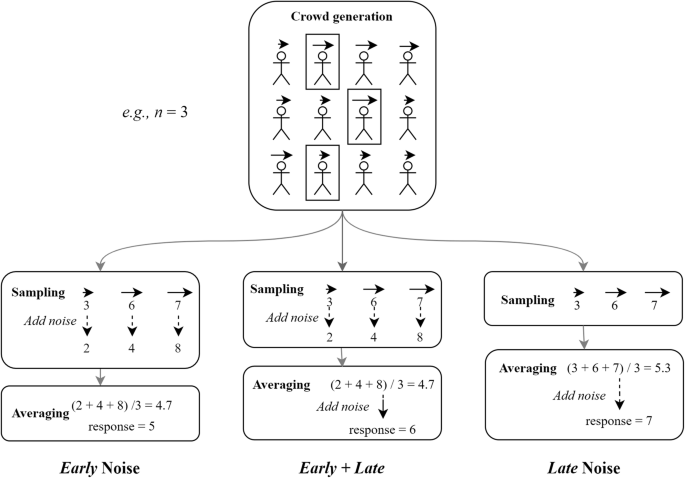 Crowd generation
e.g., n = 3
Sampling
3 6 7
Add noise
2 4 8
Averaging (2 + 4 + 8) /3 = 4.7
response = 5
Early Noise
Sampling
3 6 7
Add noise
2 4 8
Averaging (2 + 4 + 8) / 3 = 4.7
Add noise
response = 6
Early + Late
Sampling
3 6 7
Averaging (3 + 6 + 7) / 3 = 5.3
Add noise
response = 7
Late Noise